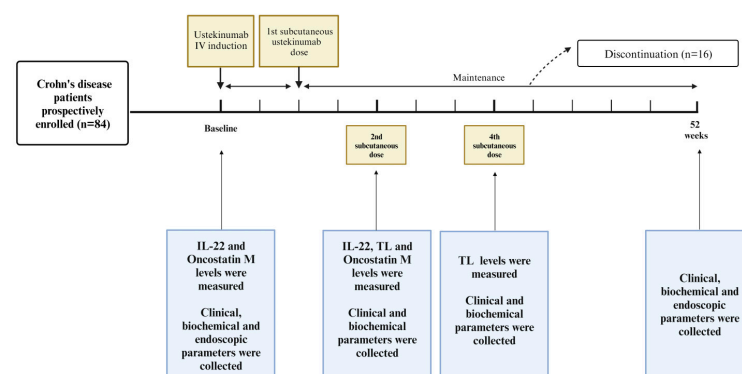 Ustekinumab
IV induction
1st subcutaneous
ustekinumab
dose
Discontinuation (n=16)
Crohn's disease
patients
prospectively
enrolled (n=84)
Maintenance
Baseline
2nd
subcutaneous
dose
4th
subcutaneous
dose
52
weeks
IL-22 and
Oncostatin M
levels were
measured
Clinical,
biochemical and
endoscopic
parameters were
collected
IL-22, TL and
Oncostatin M
levels were
measured
Clinical and
biochemical
parameters were
collected
TL levels were
measured
Clinical and
biochemical
parameters were
collected
Clinical,
biochemical and
endoscopic
parameters were
collected